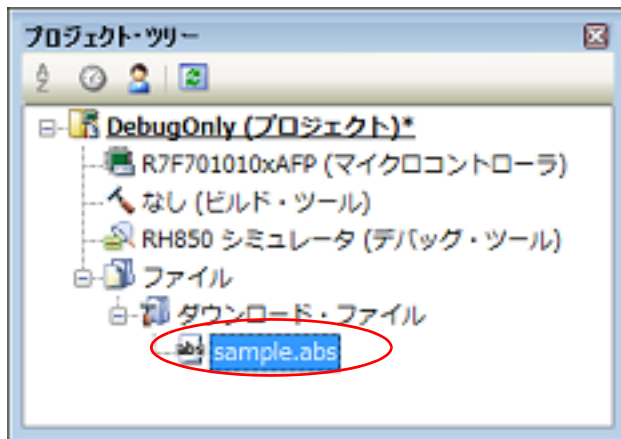 プロジェクト・ツリー
DebugOnly (プロジェクト)*
R7F701010xAFP (マイクロコントローラ)
なし (ビルド・ツール)
RH850 シミュレータ (デバッグ・ツール)
ファイル
ダウンロード・ファイル
sample.abs